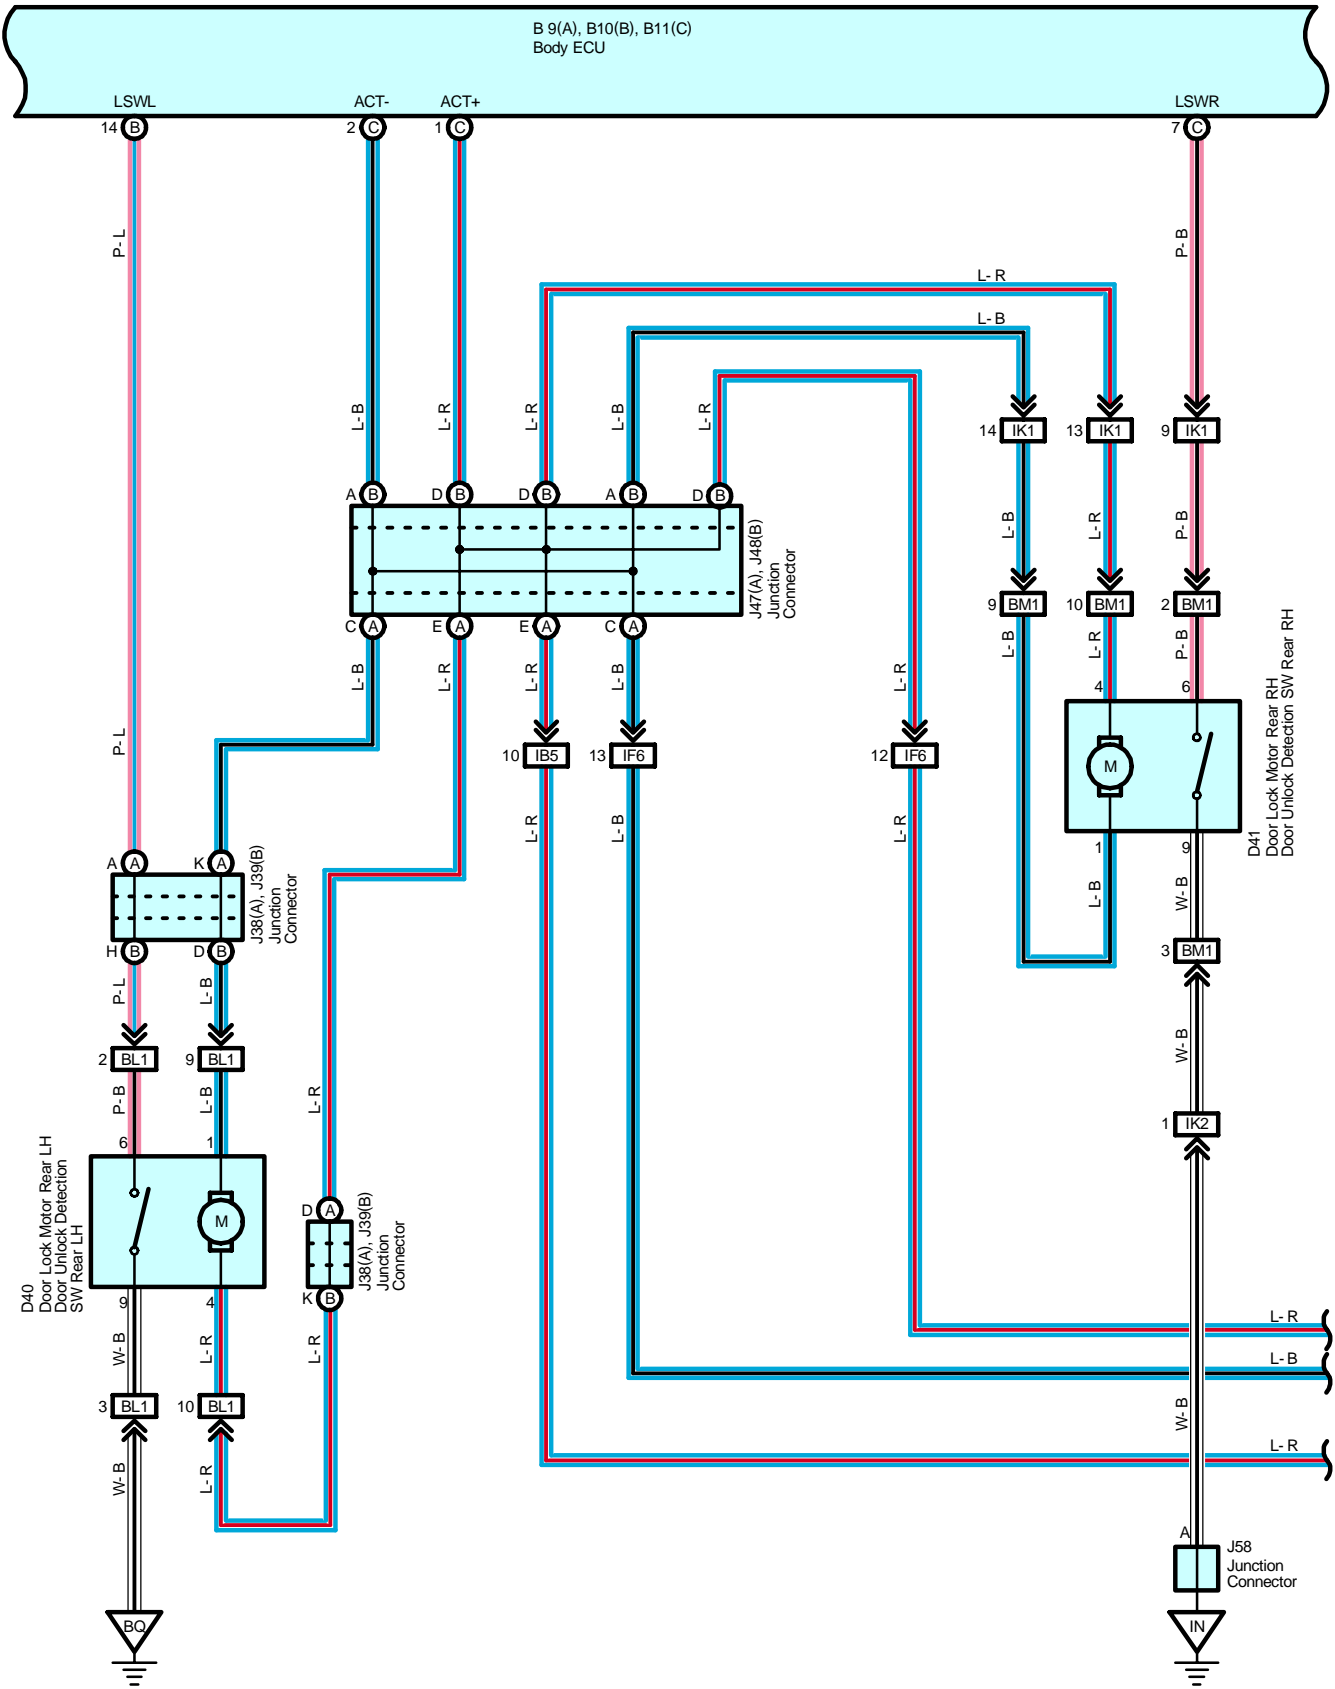 B 9(A), B10(B), B11(C)
Body ECU
LSWL
ACT-
ACT+
LSWR
14 B
2 C
1 C
7 C
P- L
P- B
L- R
L- B
L- B
L- R
L- R
L- B
L- R
14 IK1
13 IK1
9 IK1
A B
D B
D B
A B
D B
J47(A), J48(B)
Junction
Connector
L- B
L- R
P- B
9 BM1
10 BM1
2 BM1
C A
E A
E A
C A
L- B
L- R
L- R
L- B
L- R
L- B
L- R
P- B
4
6
P- L
10 IB5
13 IF6
12 IF6
M
D41
Door Lock Motor Rear RH
Door Unlock Detection SW Rear RH
L- R
L- B
L- R
1
9
A A
K A
J38(A), J39(B)
Junction
Connector
L- B
W- B
H B
D B
3 BM1
P- L
L- B
2 BL1
9 BL1
W- B
P- B
L- B
L- R
1 IK2
6
1
D40
Door Lock Motor Rear LH
Door Unlock Detection
SW Rear LH
M
D A
J38(A), J39(B)
Junction
Connector
K B
9
4
W- B
L- R
L- R
L- R
L- B
3 BL1
10 BL1
W- B
L- R
W- B
L- R
A
J58
Junction
Connector
BQ
IN